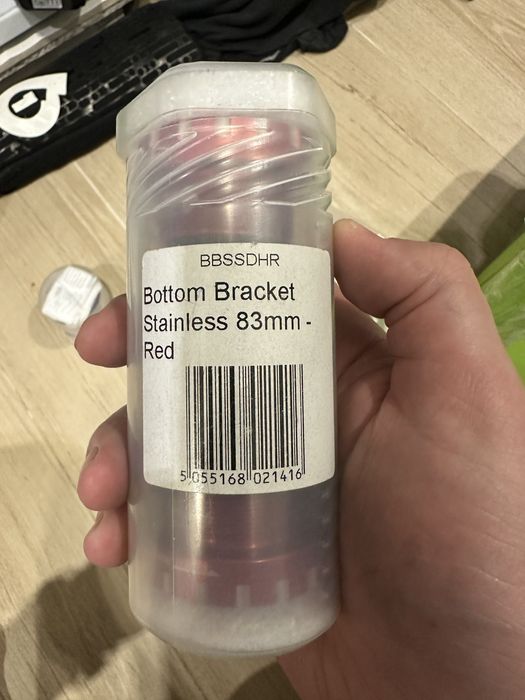 BBSSDHR
Bottom Bracket
Stainless 83mm -
Red
5 055168 021416